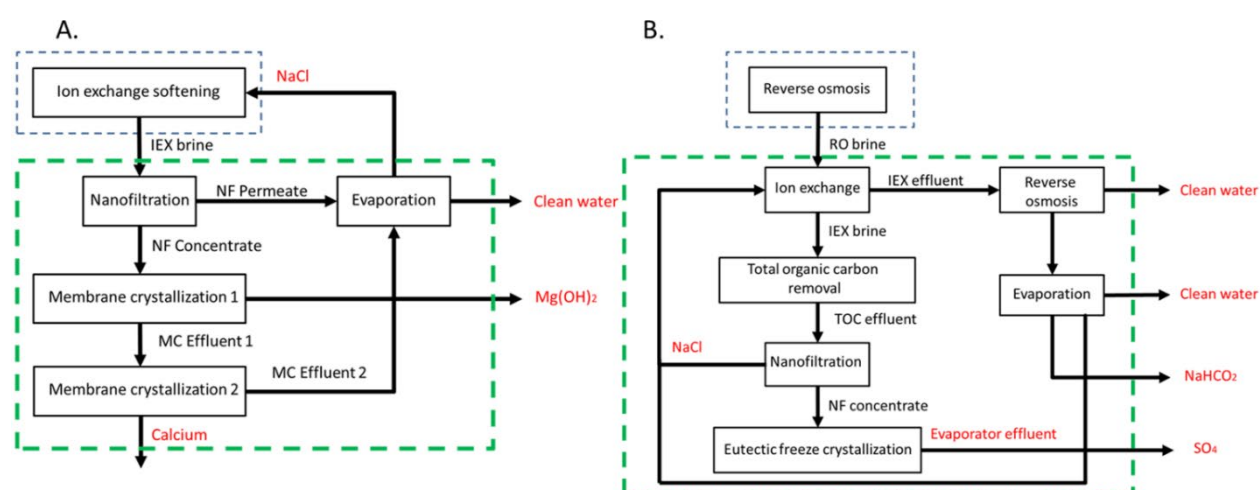 A.
Ion exchange softening
NaCl
IEX brine
Nanofiltration
NF Permeate
Evaporation
Clean water
NF Concentrate
Membrane crystallization 1
Mg(OH)₂
MC Effluent 1
Membrane crystallization 2
MC Effluent 2
Calcium
B.
Reverse osmosis
RO brine
Ion exchange
IEX effluent
Reverse
osmosis
Clean water
IEX brine
Total organic carbon
removal
Evaporation
Clean water
TOC effluent
NaCl
Nanofiltration
NaHCO₂
NF concentrate
Eutectic freeze crystallization
Evaporator effluent
SO₄